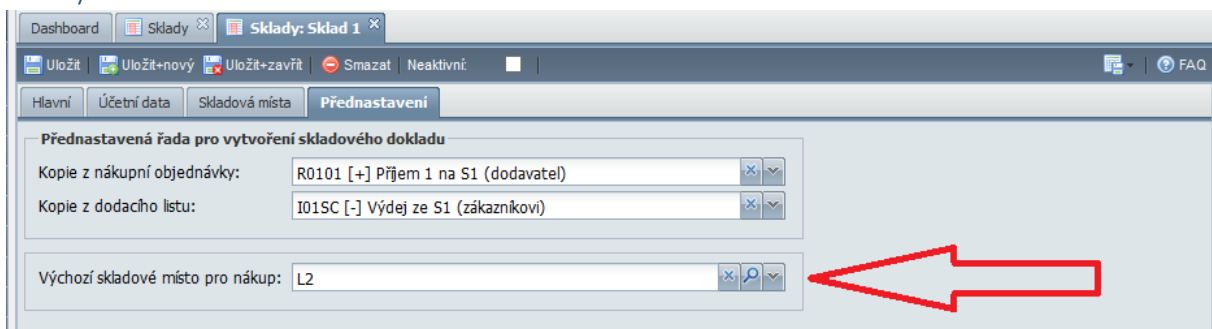 Dashboard Sklady Sklady: Sklad 1
Uložit Uložit+nový Uložit+zavřít Smazat Neaktivní: FAQ
Hlavní Účetní data Skladová místa Přednastavení
Přednastavená řada pro vytvoření skladového dokladu
Kopie z nákupní objednávky: R0101 [+] Příjem 1 na S1 (dodavatel)
Kopie z dodacího listu: I01SC [-] Výdej ze S1 (zákazníkovi)
Výchozí skladové místo pro nákup: L2